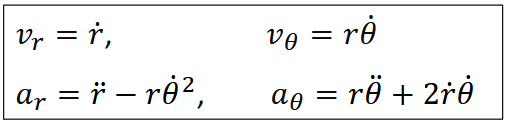 v_r = ṙ, v_θ = rθ̇
a_r = r̈ − rθ̇², a_θ = rθ̈ + 2ṙθ̇